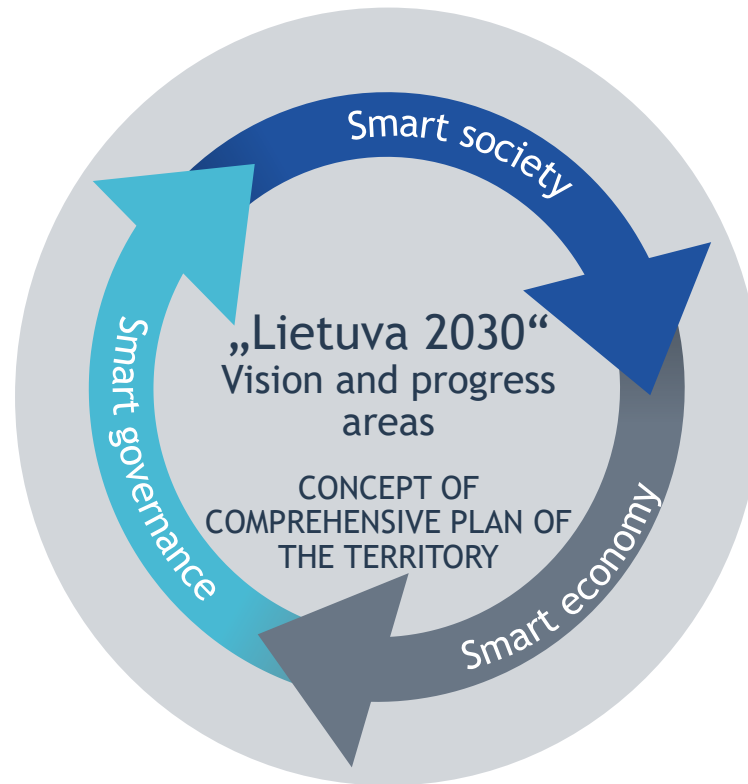 Smart society
„Lietuva 2030“
Vision and progress
areas
CONCEPT OF
COMPREHENSIVE PLAN OF
THE TERRITORY
Smart economy
Smart governance